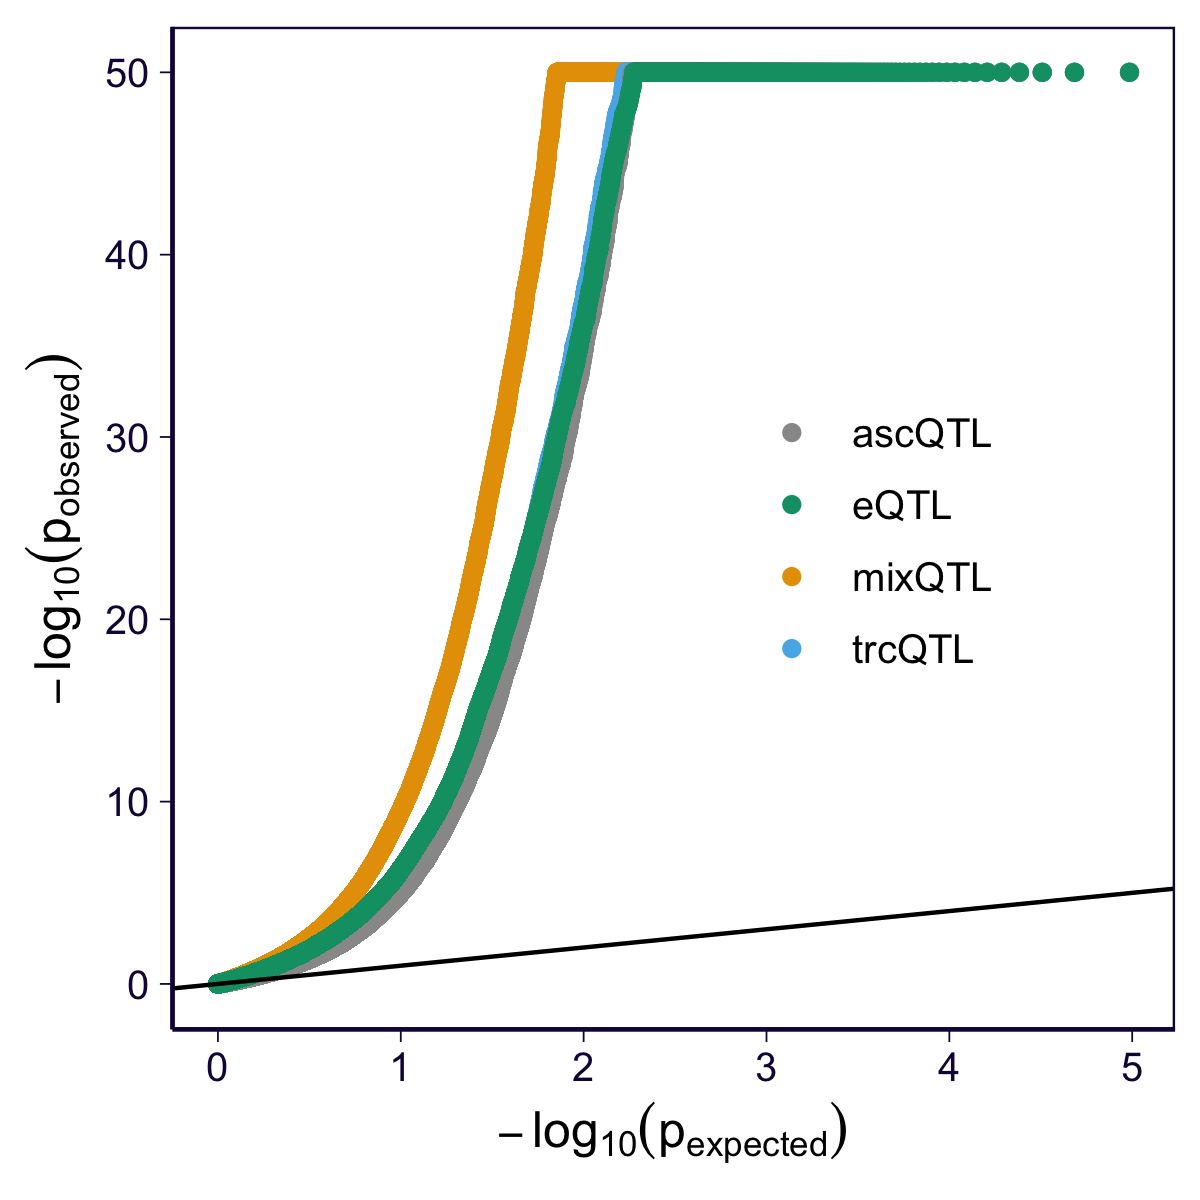 50
40
30
20
10
0
−log10(pobserved)
ascQTL
eQTL
mixQTL
trcQTL
0 1 2 3 4 5
−log10(pexpected)